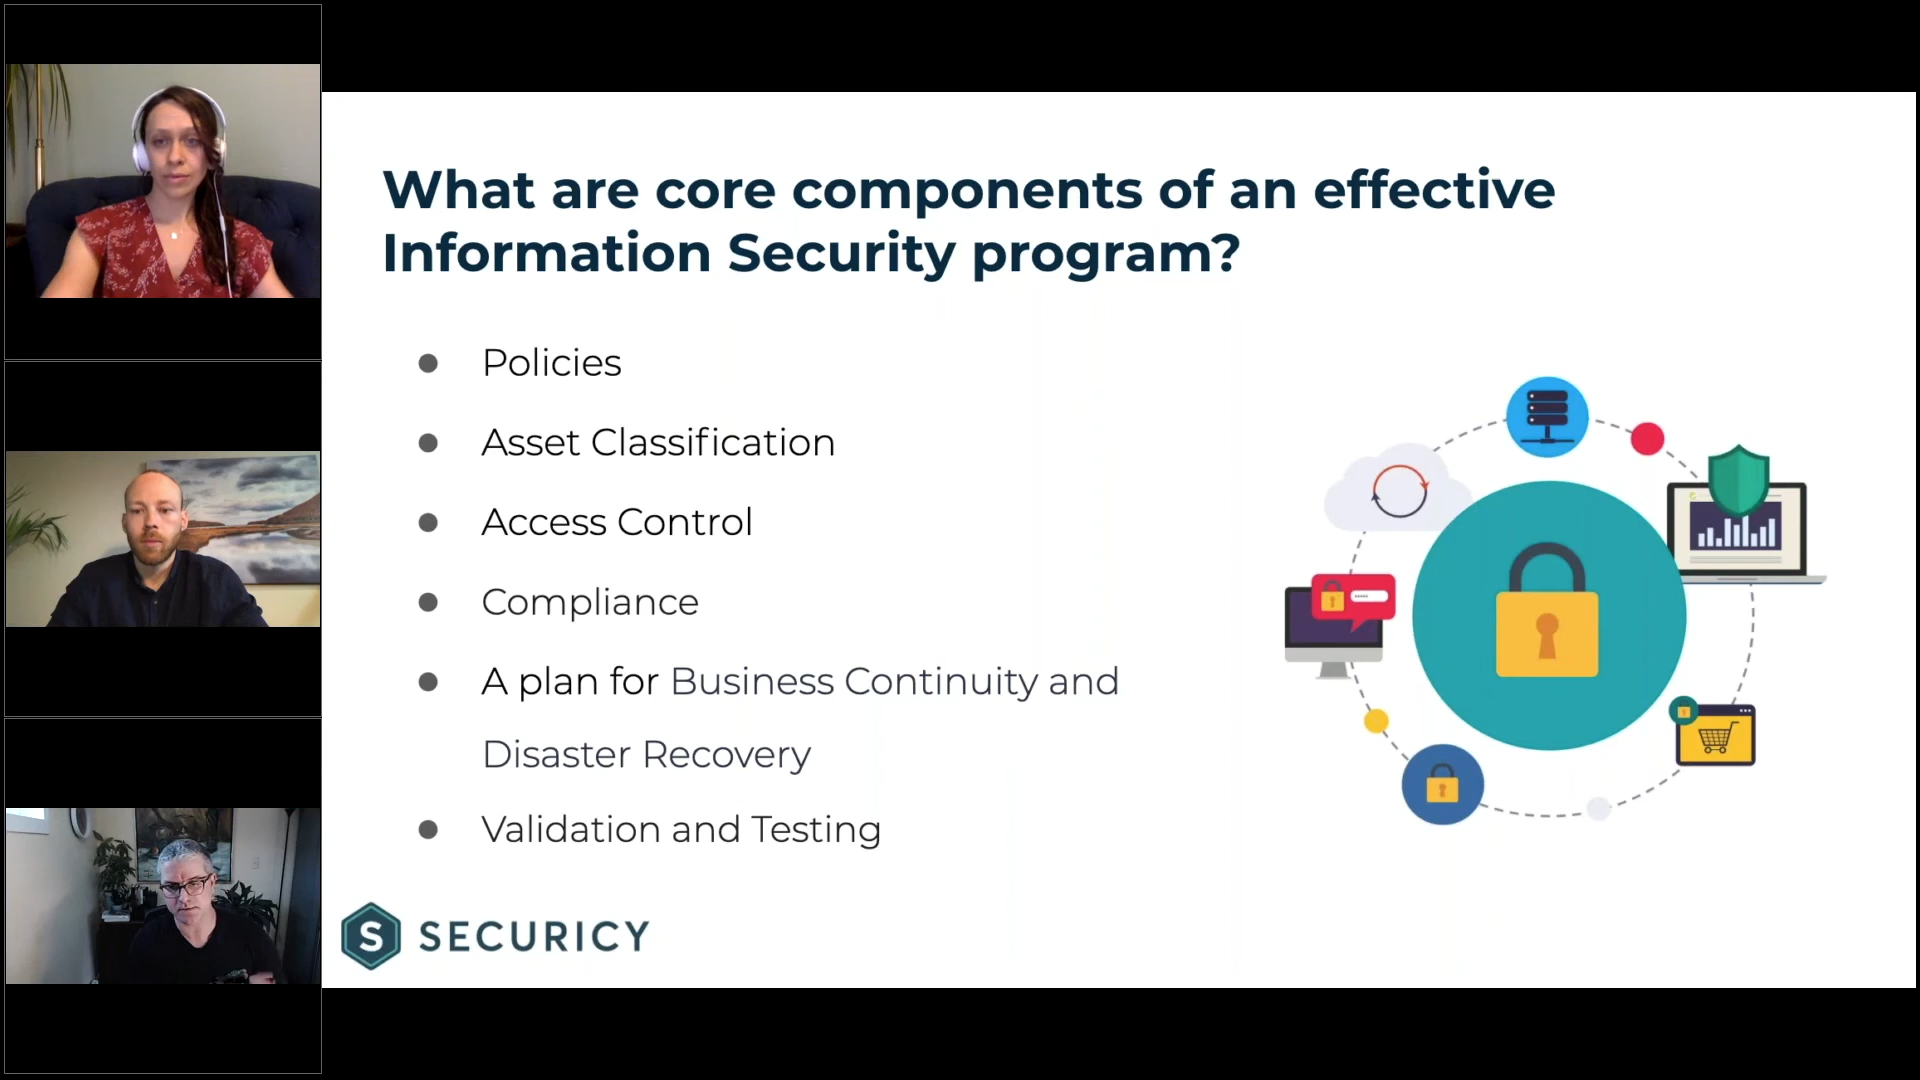 What are core components of an effective
Information Security program?
Policies
Asset Classification
Access Control
Compliance
A plan for Business Continuity and
Disaster Recovery
Validation and Testing
S SECURICY